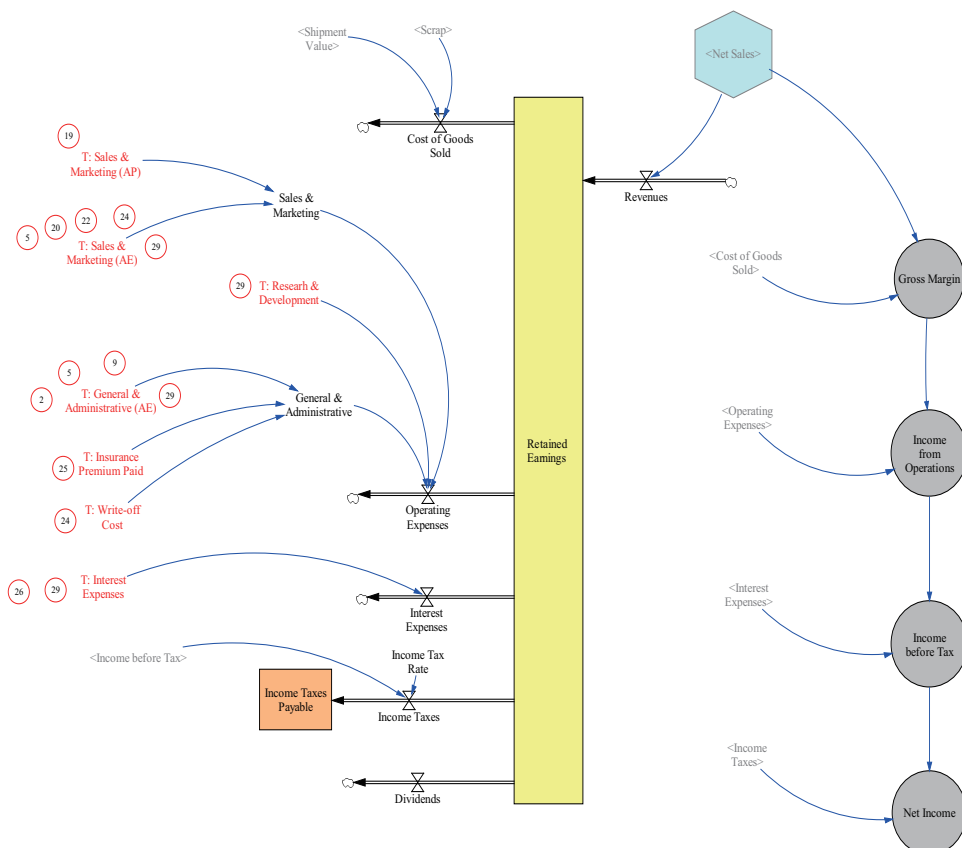 <Shipment
Value>
<Scrap>
<Net Sales>
Cost of Goods
Sold
19
T: Sales &
Marketing (AP)
Sales &
Marketing
Revenues
5
20
22
24
29
T: Sales &
Marketing (AE)
<Cost of Goods
Sold>
Gross Margin
29
T: Researh &
Development
2
5
9
29
T: General &
Administrative (AE)
General &
Administrative
<Operating
Expenses>
Income
from
Operations
Retained
Earnings
25
T: Insurance
Premium Paid
24
T: Write-off
Cost
Operating
Expenses
26
29
T: Interest
Expenses
Interest
Expenses
<Interest
Expenses>
Income
before Tax
<Income before Tax>
Income Tax
Rate
Income Taxes
Payable
Income Taxes
<Income
Taxes>
Dividends
Net Income